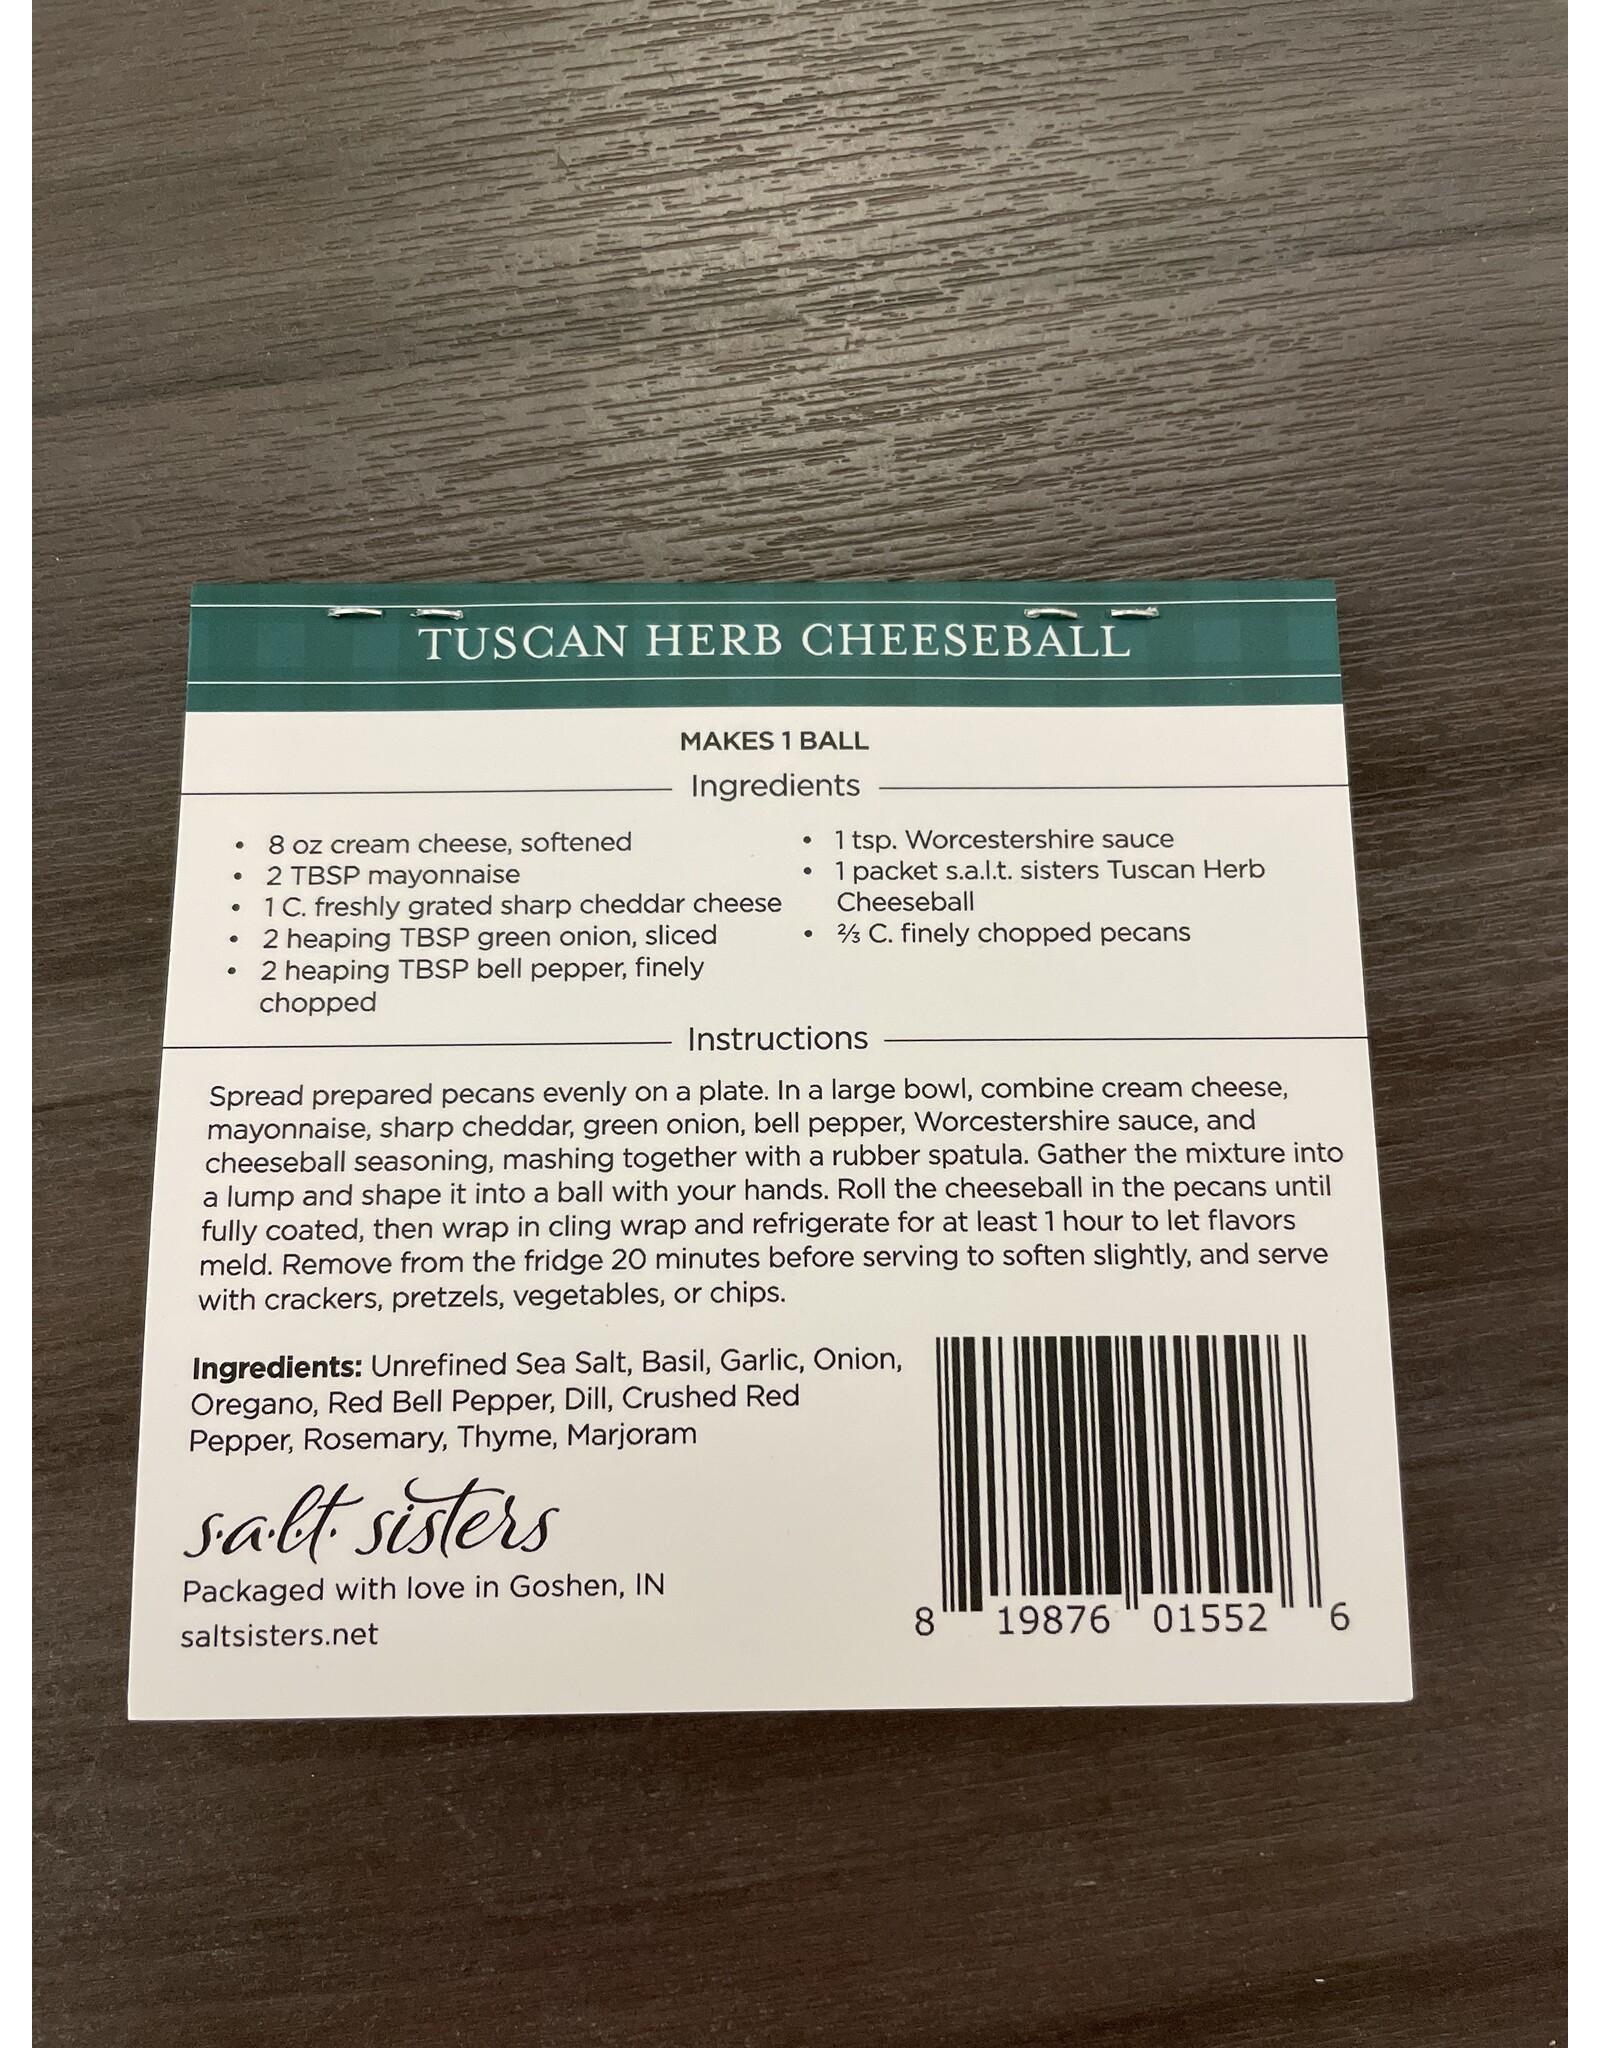 TUSCAN HERB CHEESEBALL
MAKES 1 BALL
Ingredients
• 8 oz cream cheese, softened
• 2 TBSP mayonnaise
• 1 C. freshly grated sharp cheddar cheese
• 2 heaping TBSP green onion, sliced
• 2 heaping TBSP bell pepper, finely
chopped
• 1 tsp. Worcestershire sauce
• 1 packet s.a.l.t. sisters Tuscan Herb
Cheeseball
• ⅔ C. finely chopped pecans
Instructions
Spread prepared pecans evenly on a plate. In a large bowl, combine cream cheese,
mayonnaise, sharp cheddar, green onion, bell pepper, Worcestershire sauce, and
cheeseball seasoning, mashing together with a rubber spatula. Gather the mixture into
a lump and shape it into a ball with your hands. Roll the cheeseball in the pecans until
fully coated, then wrap in cling wrap and refrigerate for at least 1 hour to let flavors
meld. Remove from the fridge 20 minutes before serving to soften slightly, and serve
with crackers, pretzels, vegetables, or chips.
Ingredients: Unrefined Sea Salt, Basil, Garlic, Onion,
Oregano, Red Bell Pepper, Dill, Crushed Red
Pepper, Rosemary, Thyme, Marjoram
s.a.l.t. sisters
Packaged with love in Goshen, IN
saltsisters.net
8 19876 01552 6